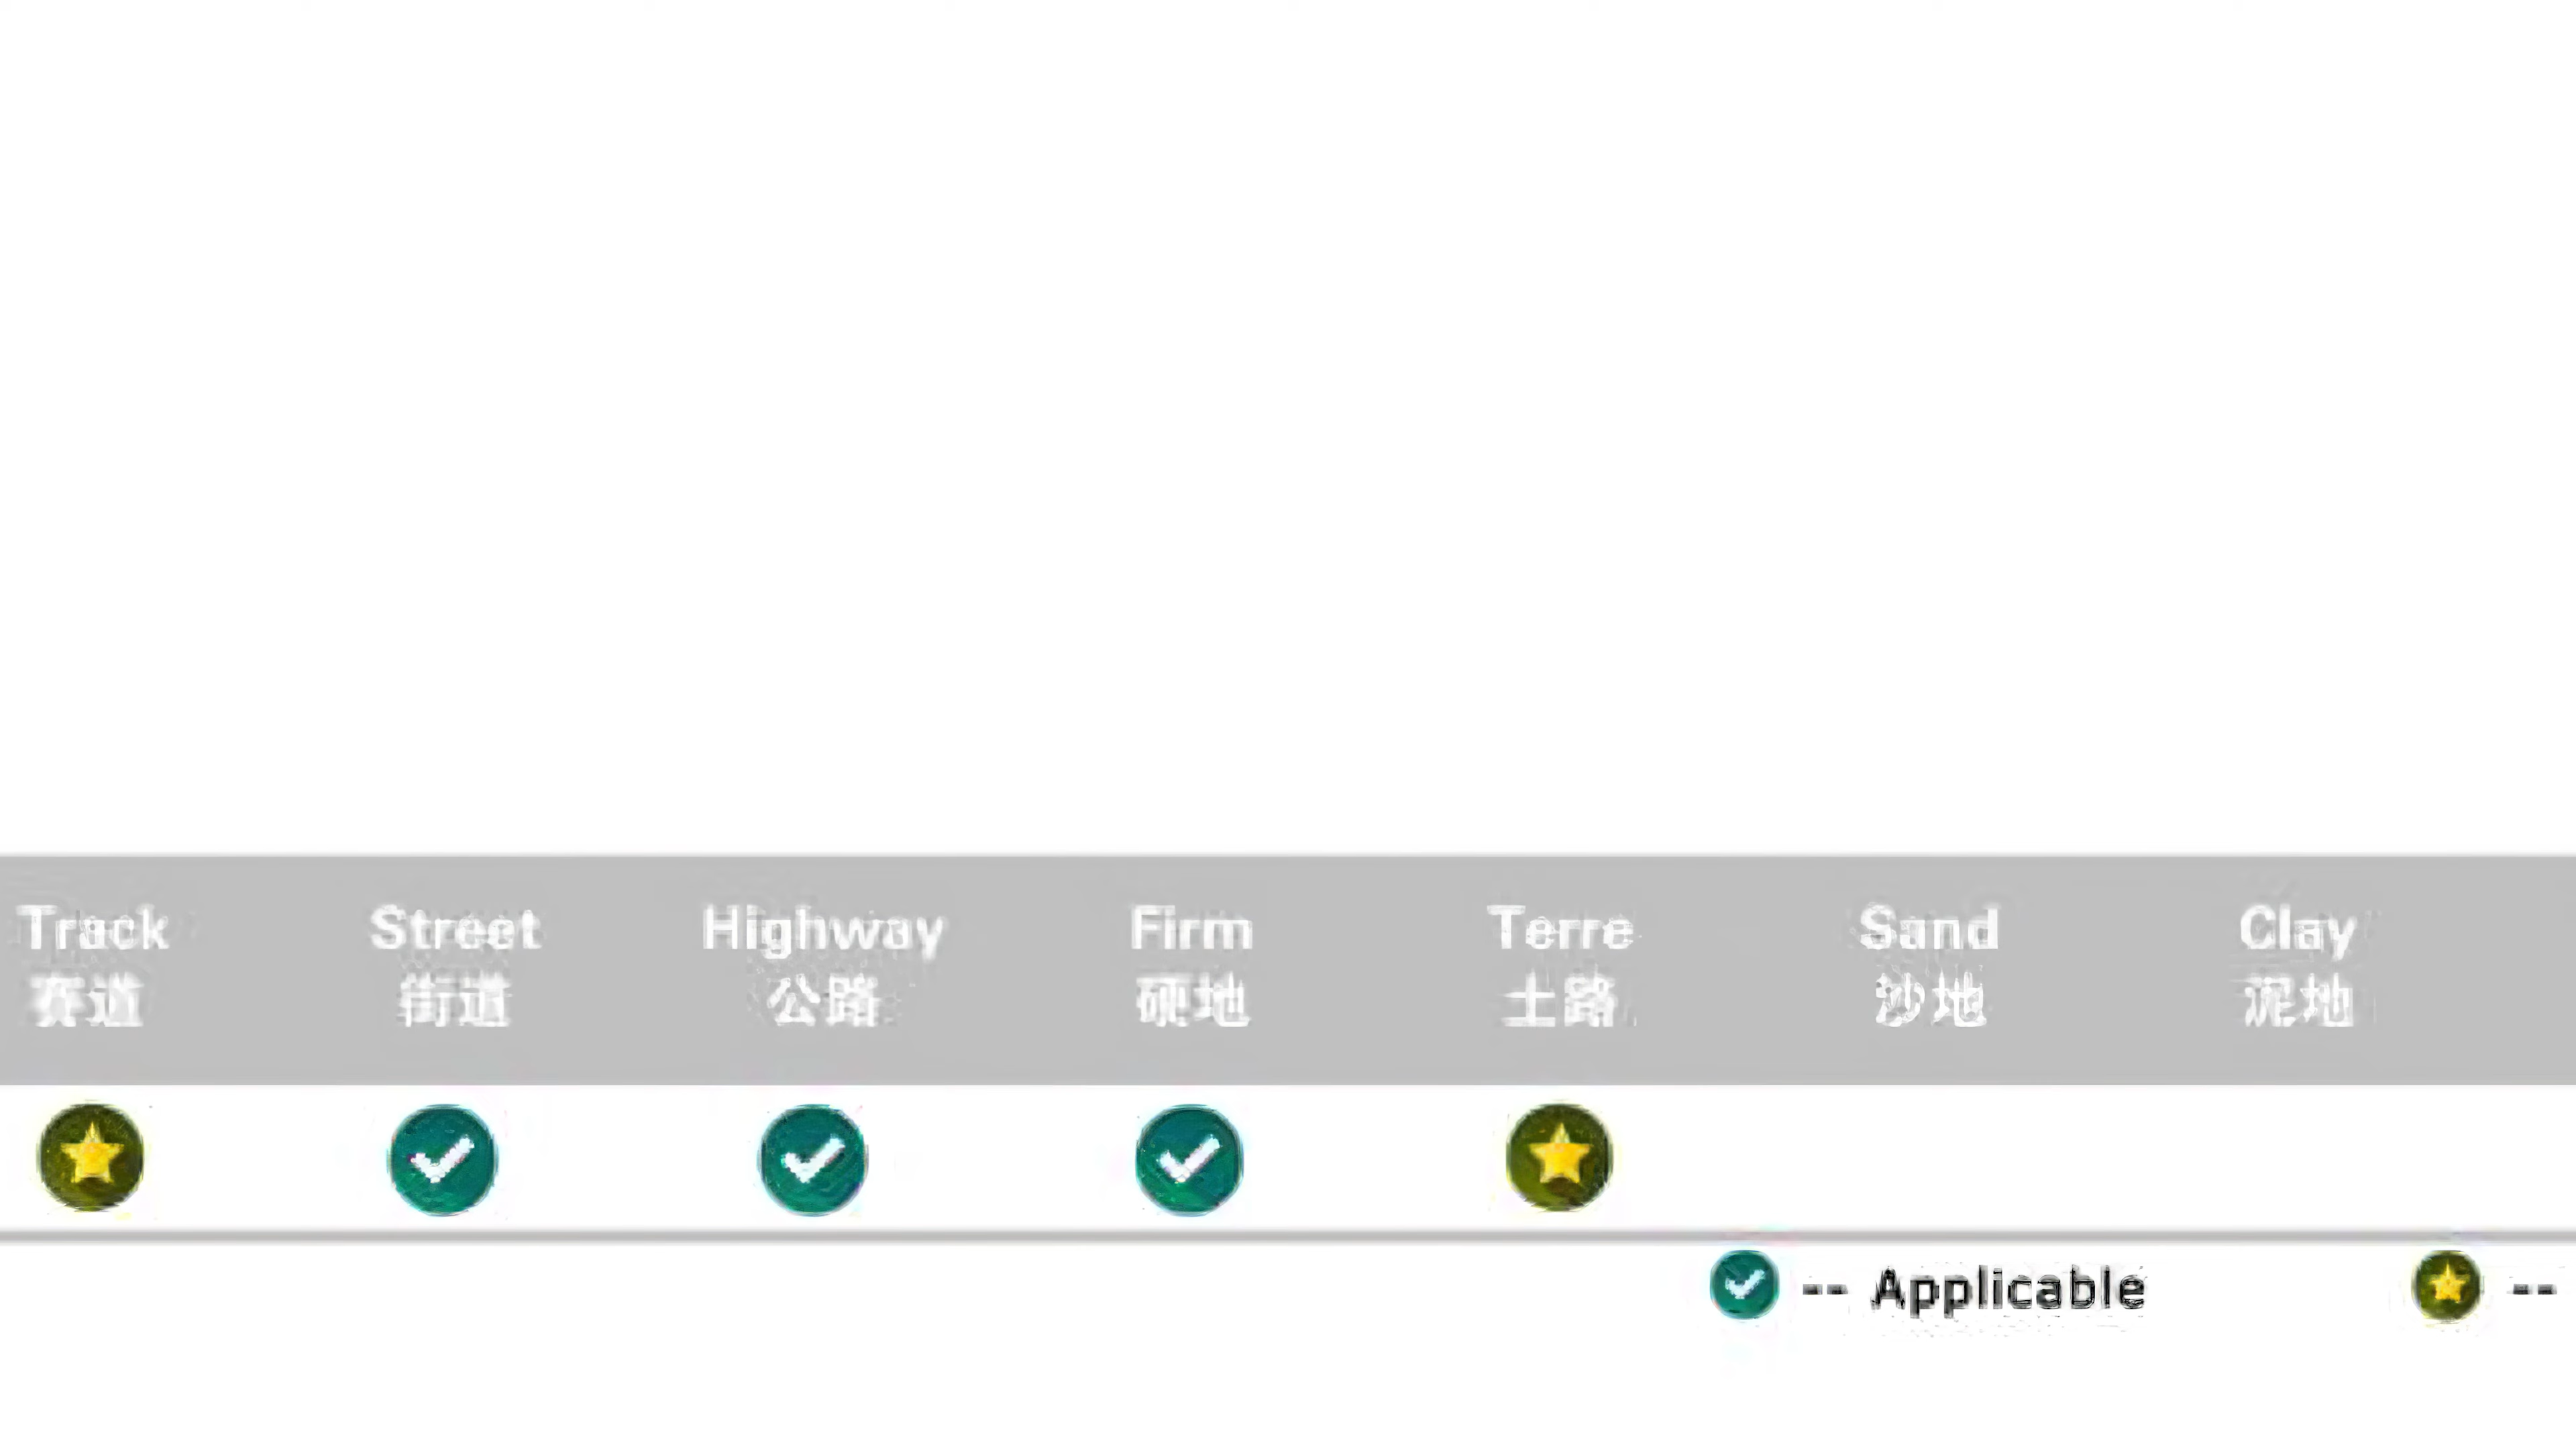 Track Street Highway Firm Terre Sand Clay
赛道 街道 公路 硬地 土路 沙地 泥地
-- Applicable --